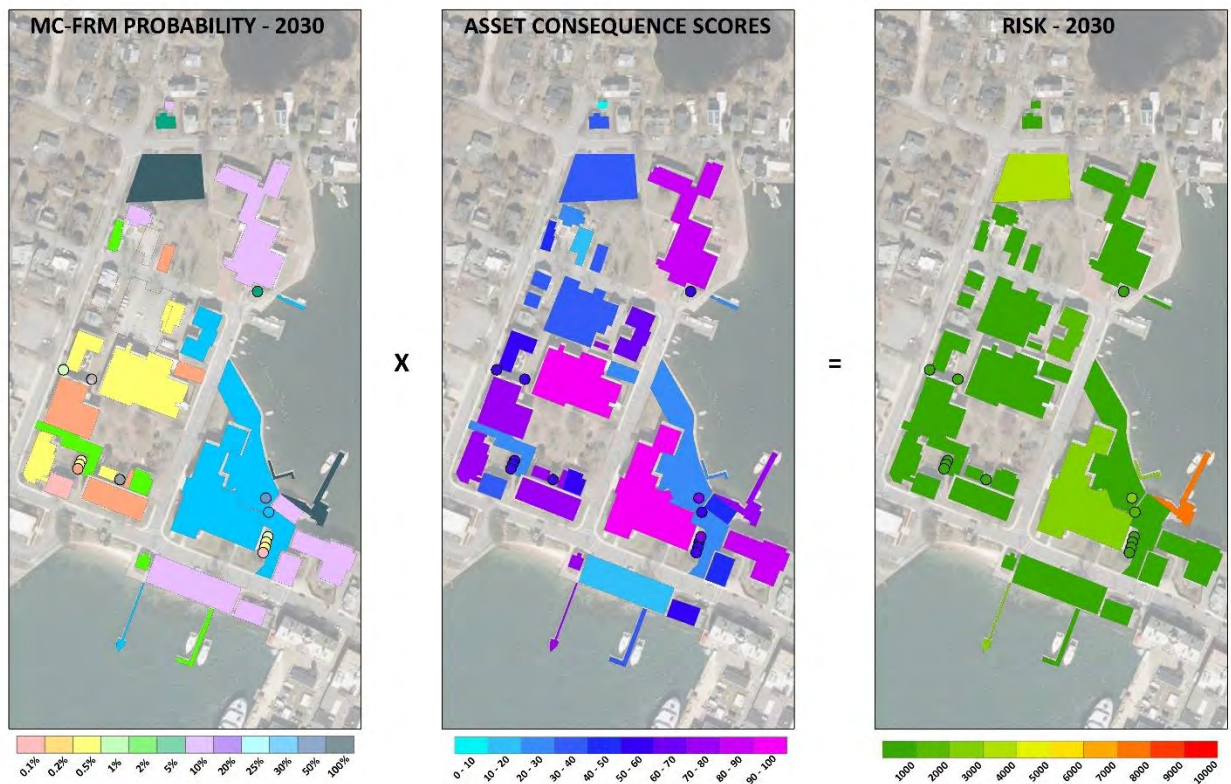 MC-FRM PROBABILITY - 2030
ASSET CONSEQUENCE SCORES
RISK - 2030
X
=
0.1%
0.2%
0.5%
1%
2%
5%
10%
20%
25%
30%
50%
100%
0 - 10
10 - 20
20 - 30
30 - 40
40 - 50
50 - 60
60 - 70
70 - 80
80 - 90
90 - 100
1000
2000
3000
4000
5000
6000
7000
8000
9000
10000